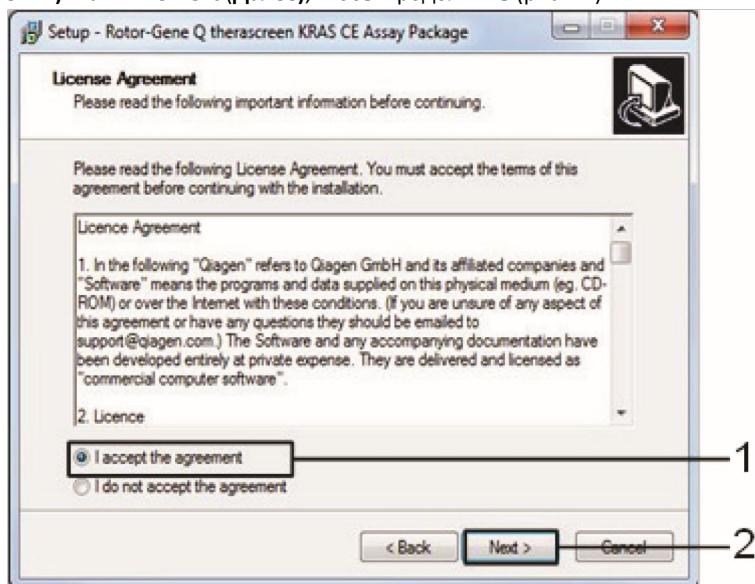 Setup - Rotor-Gene Q therascreen KRAS CE Assay Package
License Agreement
Please read the following important information before continuing.
Please read the following License Agreement. You must accept the terms of this
agreement before continuing with the installation.
Licence Agreement
1. In the following "Qiagen" refers to Qiagen GmbH and its affiliated companies and
"Software" means the programs and data supplied on this physical medium (eg. CD-
ROM) or over the Internet with these conditions. (If you are unsure of any aspect of
this agreement or have any questions they should be emailed to
support@qiagen.com.) The Software and any accompanying documentation have
been developed entirely at private expense. They are delivered and licensed as
"commercial computer software".
2. Licence
I accept the agreement
1
I do not accept the agreement
< Back
Next >
Cancel
2